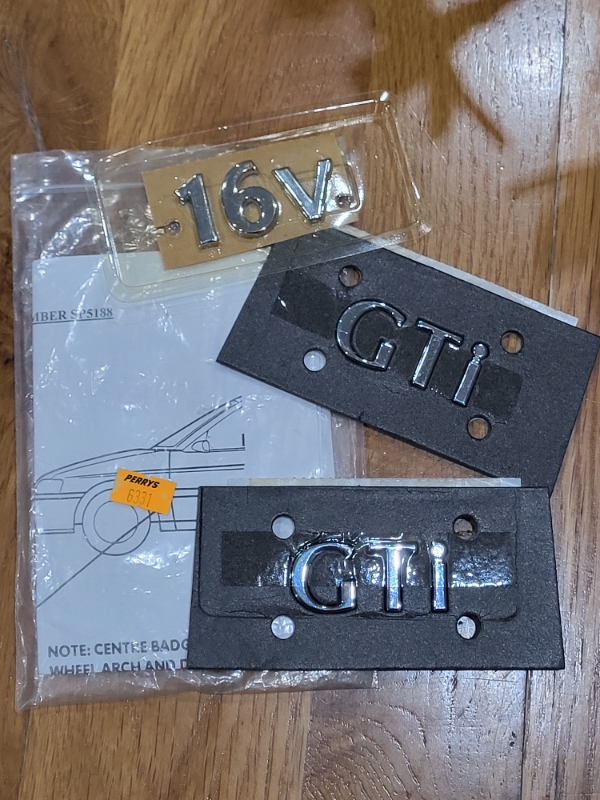 16v
MBER SP5188
GTi
PERRYS
6331
GTi
NOTE: CENTRE BADG
WHEEL ARCH AND D